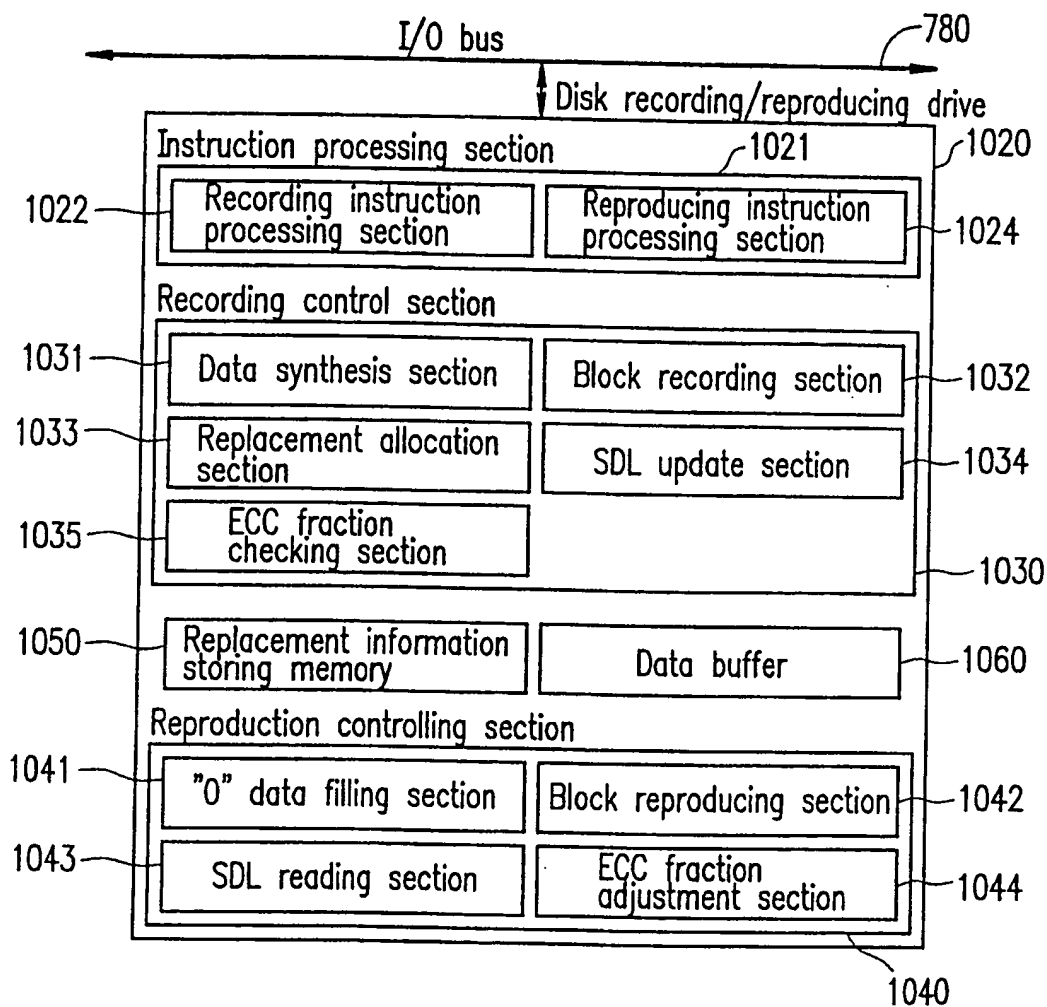 I/O bus
780
Disk recording/reproducing drive
1020
Instruction processing section
1021
1022
Recording instruction
processing section
Reproducing instruction
processing section
1024
Recording control section
1031
Data synthesis section
Block recording section
1032
1033
Replacement allocation
section
SDL update section
1034
1035
ECC fraction
checking section
1030
1050
Replacement information
storing memory
Data buffer
1060
Reproduction controlling section
1041
"0" data filling section
Block reproducing section
1042
1043
SDL reading section
ECC fraction
adjustment section
1044
1040